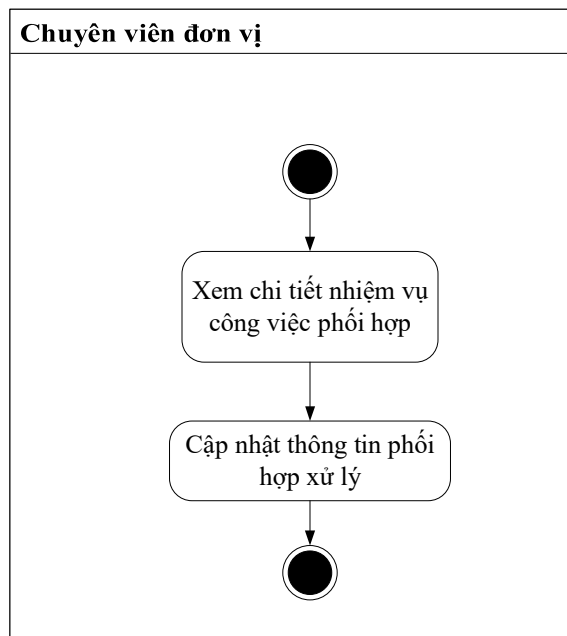 Chuyên viên đơn vị
Xem chi tiết nhiệm vụ
công việc phối hợp
Cập nhật thông tin phối
hợp xử lý